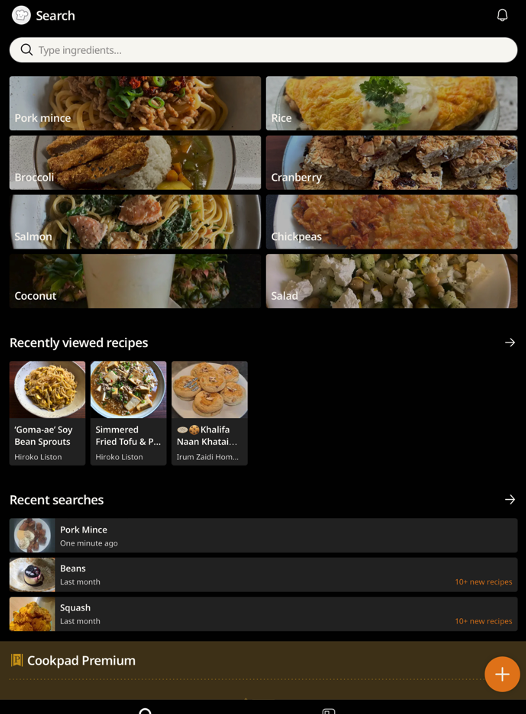 Search
Type ingredients...
Pork mince
Rice
Broccoli
Cranberry
Salmon
Chickpeas
Coconut
Salad
Recently viewed recipes
'Goma-ae' Soy
Bean Sprouts
Hiroko Liston
Simmered
Fried Tofu & P...
Hiroko Liston
Khalifa
Naan Khatai...
Irum Zaidi Hom...
Recent searches
Pork Mince
One minute ago
Beans
Last month
10+ new recipes
Squash
Last month
10+ new recipes
Cookpad Premium